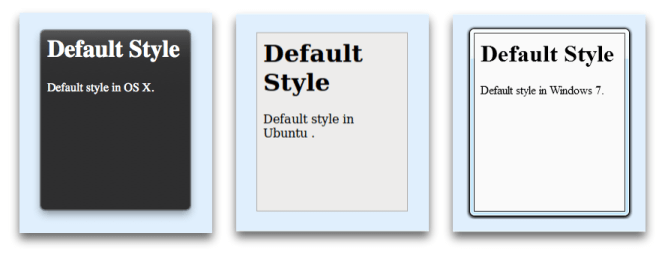 Default Style
Default style in OS X.
Default
Style
Default style in
Ubuntu .
Default Style
Default style in Windows 7.